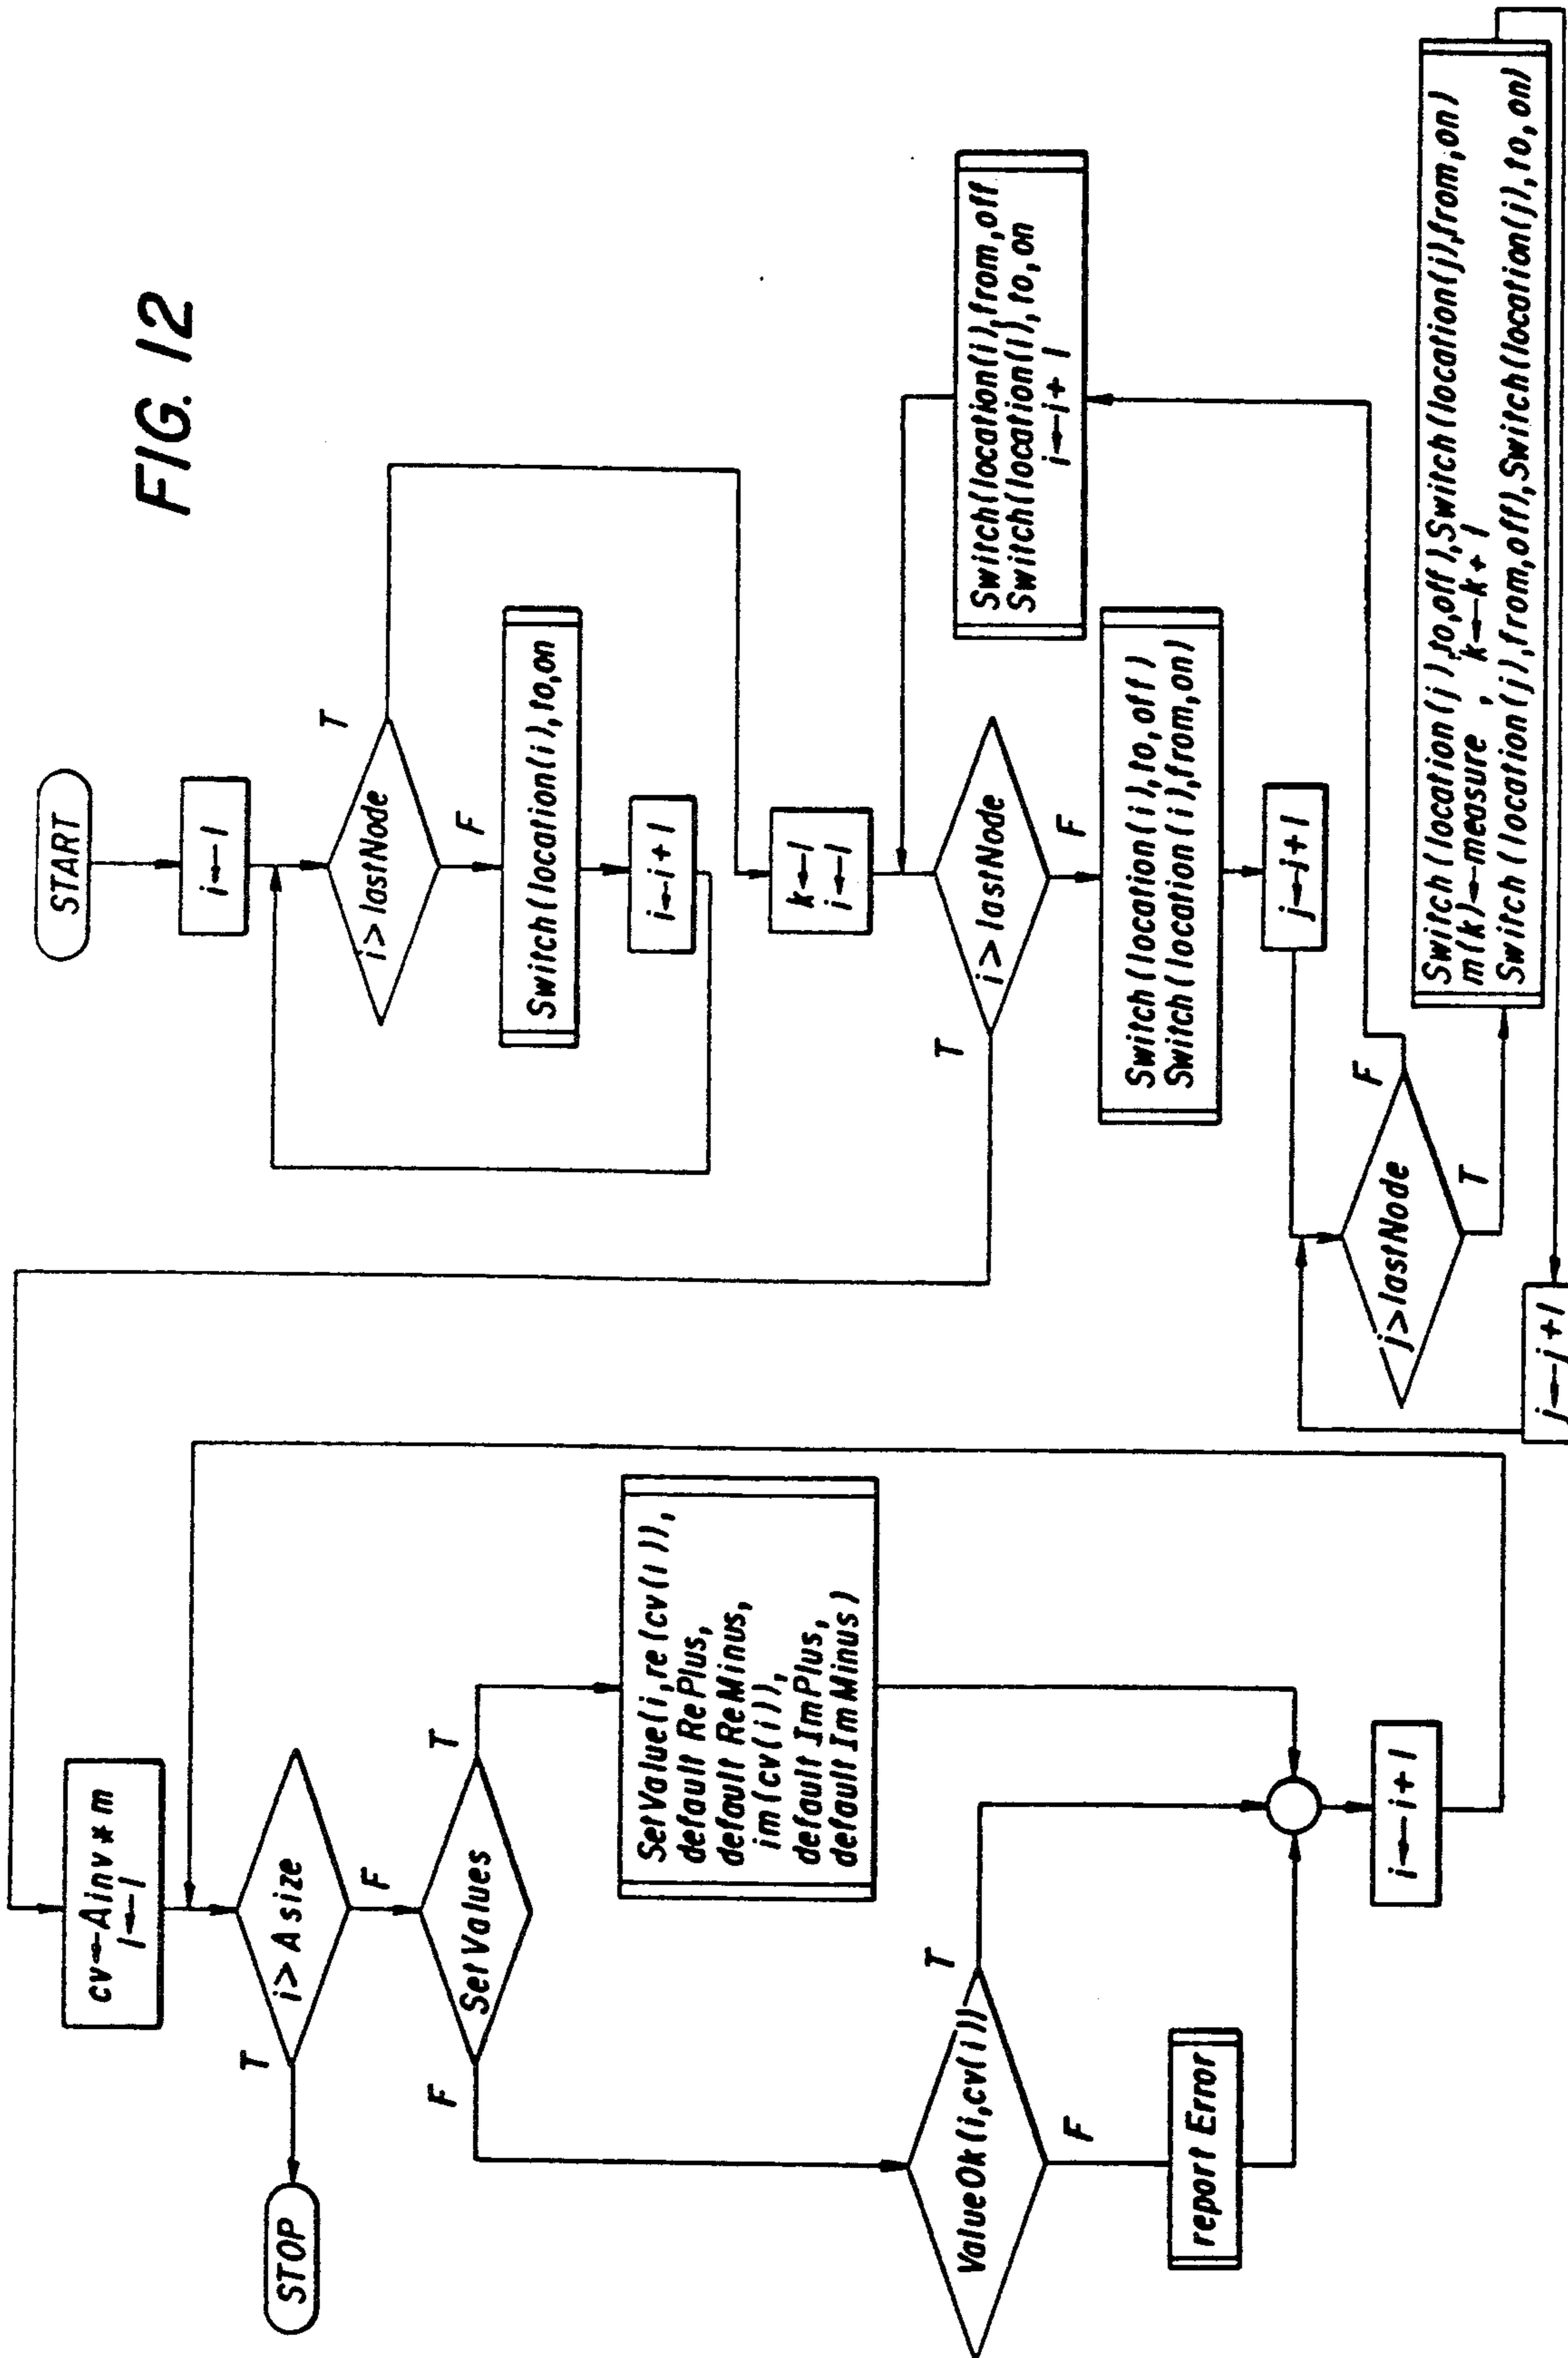 FIG. 12
START
i←1
i>lastNode
T
F
Switch(location(i),to,on
i←i+1
k←1
i←1
i>lastNode
T
F
Switch(location(i),to,off)
Switch(location(i),from,on)
j←i+1
j>lastNode
F
T
Switch(location(i),from,off
Switch(location(i),to,on
i←i+1
Switch(location(j),to,off),Switch(location(j),from,on)
m(k)←measure , k←k+1
Switch(location(j),from,off),Switch(location(j),to,on)
j←j+1
cv←Ainv*m
i←1
i>Asize
T
F
STOP
SetValues
T
F
SetValue(i,re(cv(i)),
default RePlus,
default ReMinus,
im(cv(i)),
default ImPlus,
default ImMinus)
ValueOk(i,cv(i))
T
F
report Error
i←i+1